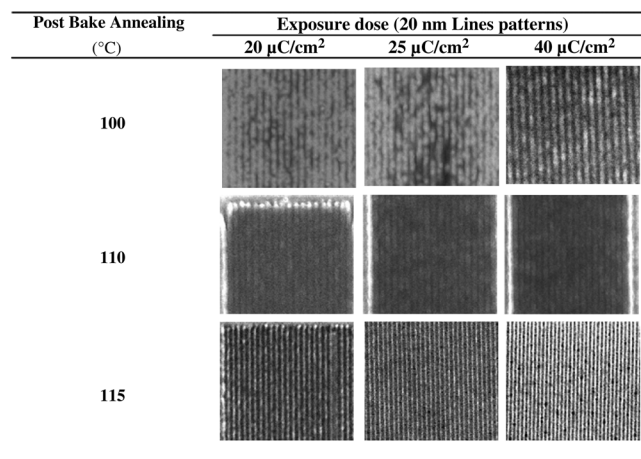 Post Bake Annealing Exposure dose (20 nm Lines patterns)
(°C) 20 μC/cm² 25 μC/cm² 40 μC/cm²
100
110
115